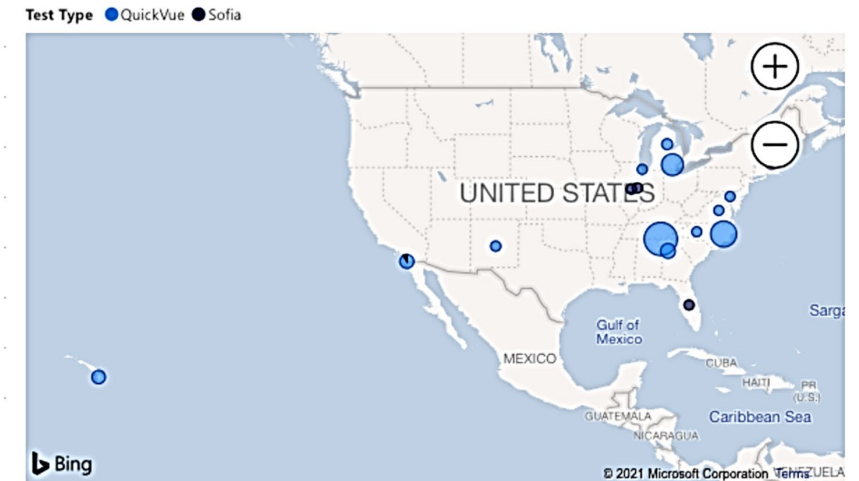 Test Type QuickVue Sofia
UNITED STATES
Sarga
Gulf of
Mexico
MEXICO
CUBA
HAITI
PR
(U.S.)
GUATEMALA
Caribbean Sea
NICARAGUA
Bing
© 2021 Microsoft Corporation Terms
VENEZUELA